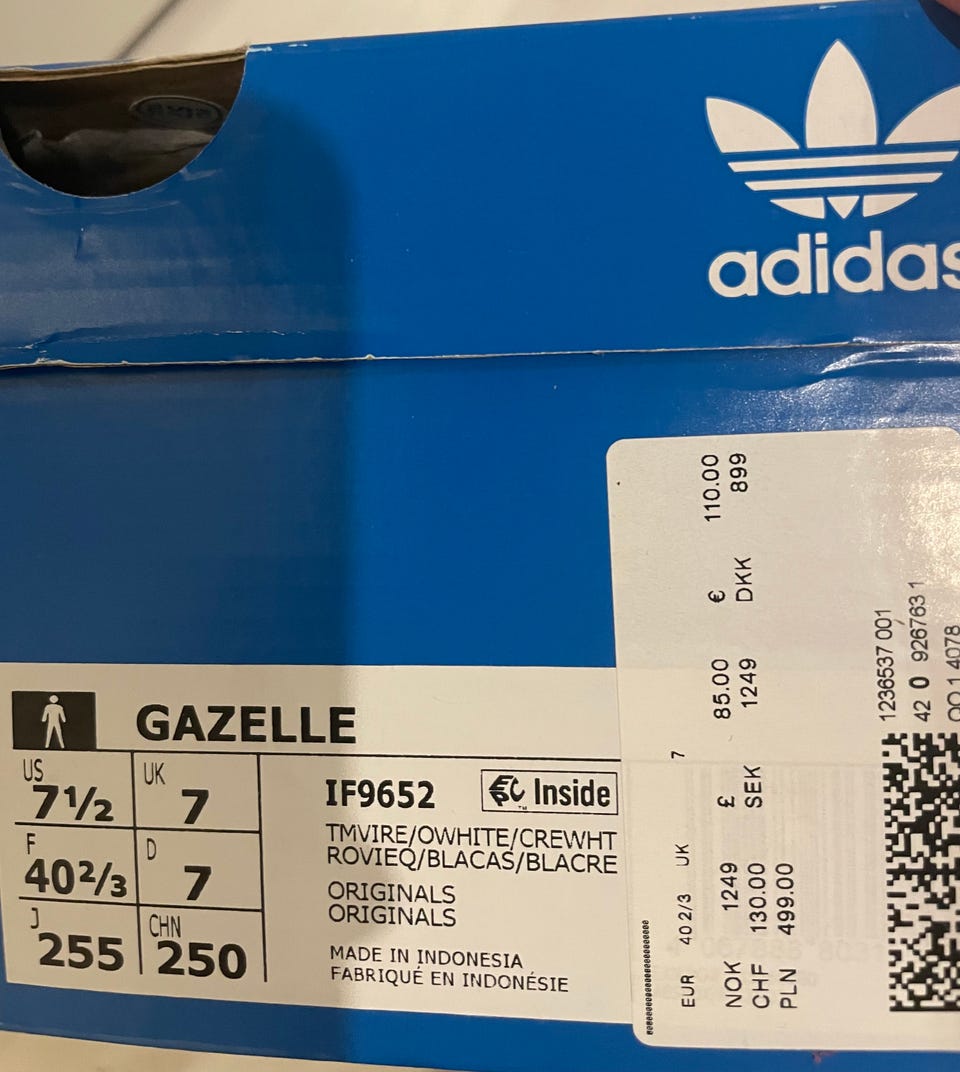 adidas
GAZELLE
US 7½
UK 7
F 40 2/3
D 7
J 255
CHN 250
IF9652
Inside
TMVIRE/OWHITE/CREWHT
ROVIEQ/BLACAS/BLACRE
ORIGINALS
ORIGINALS
MADE IN INDONESIA
FABRIQUÉ EN INDONÉSIE
EUR 40 2/3 UK 7
NOK 1249 £ 85.00 € 110.00
CHF 130.00 SEK 1249 DKK 899
PLN 499.00
1236537 001
42 0 926763 1